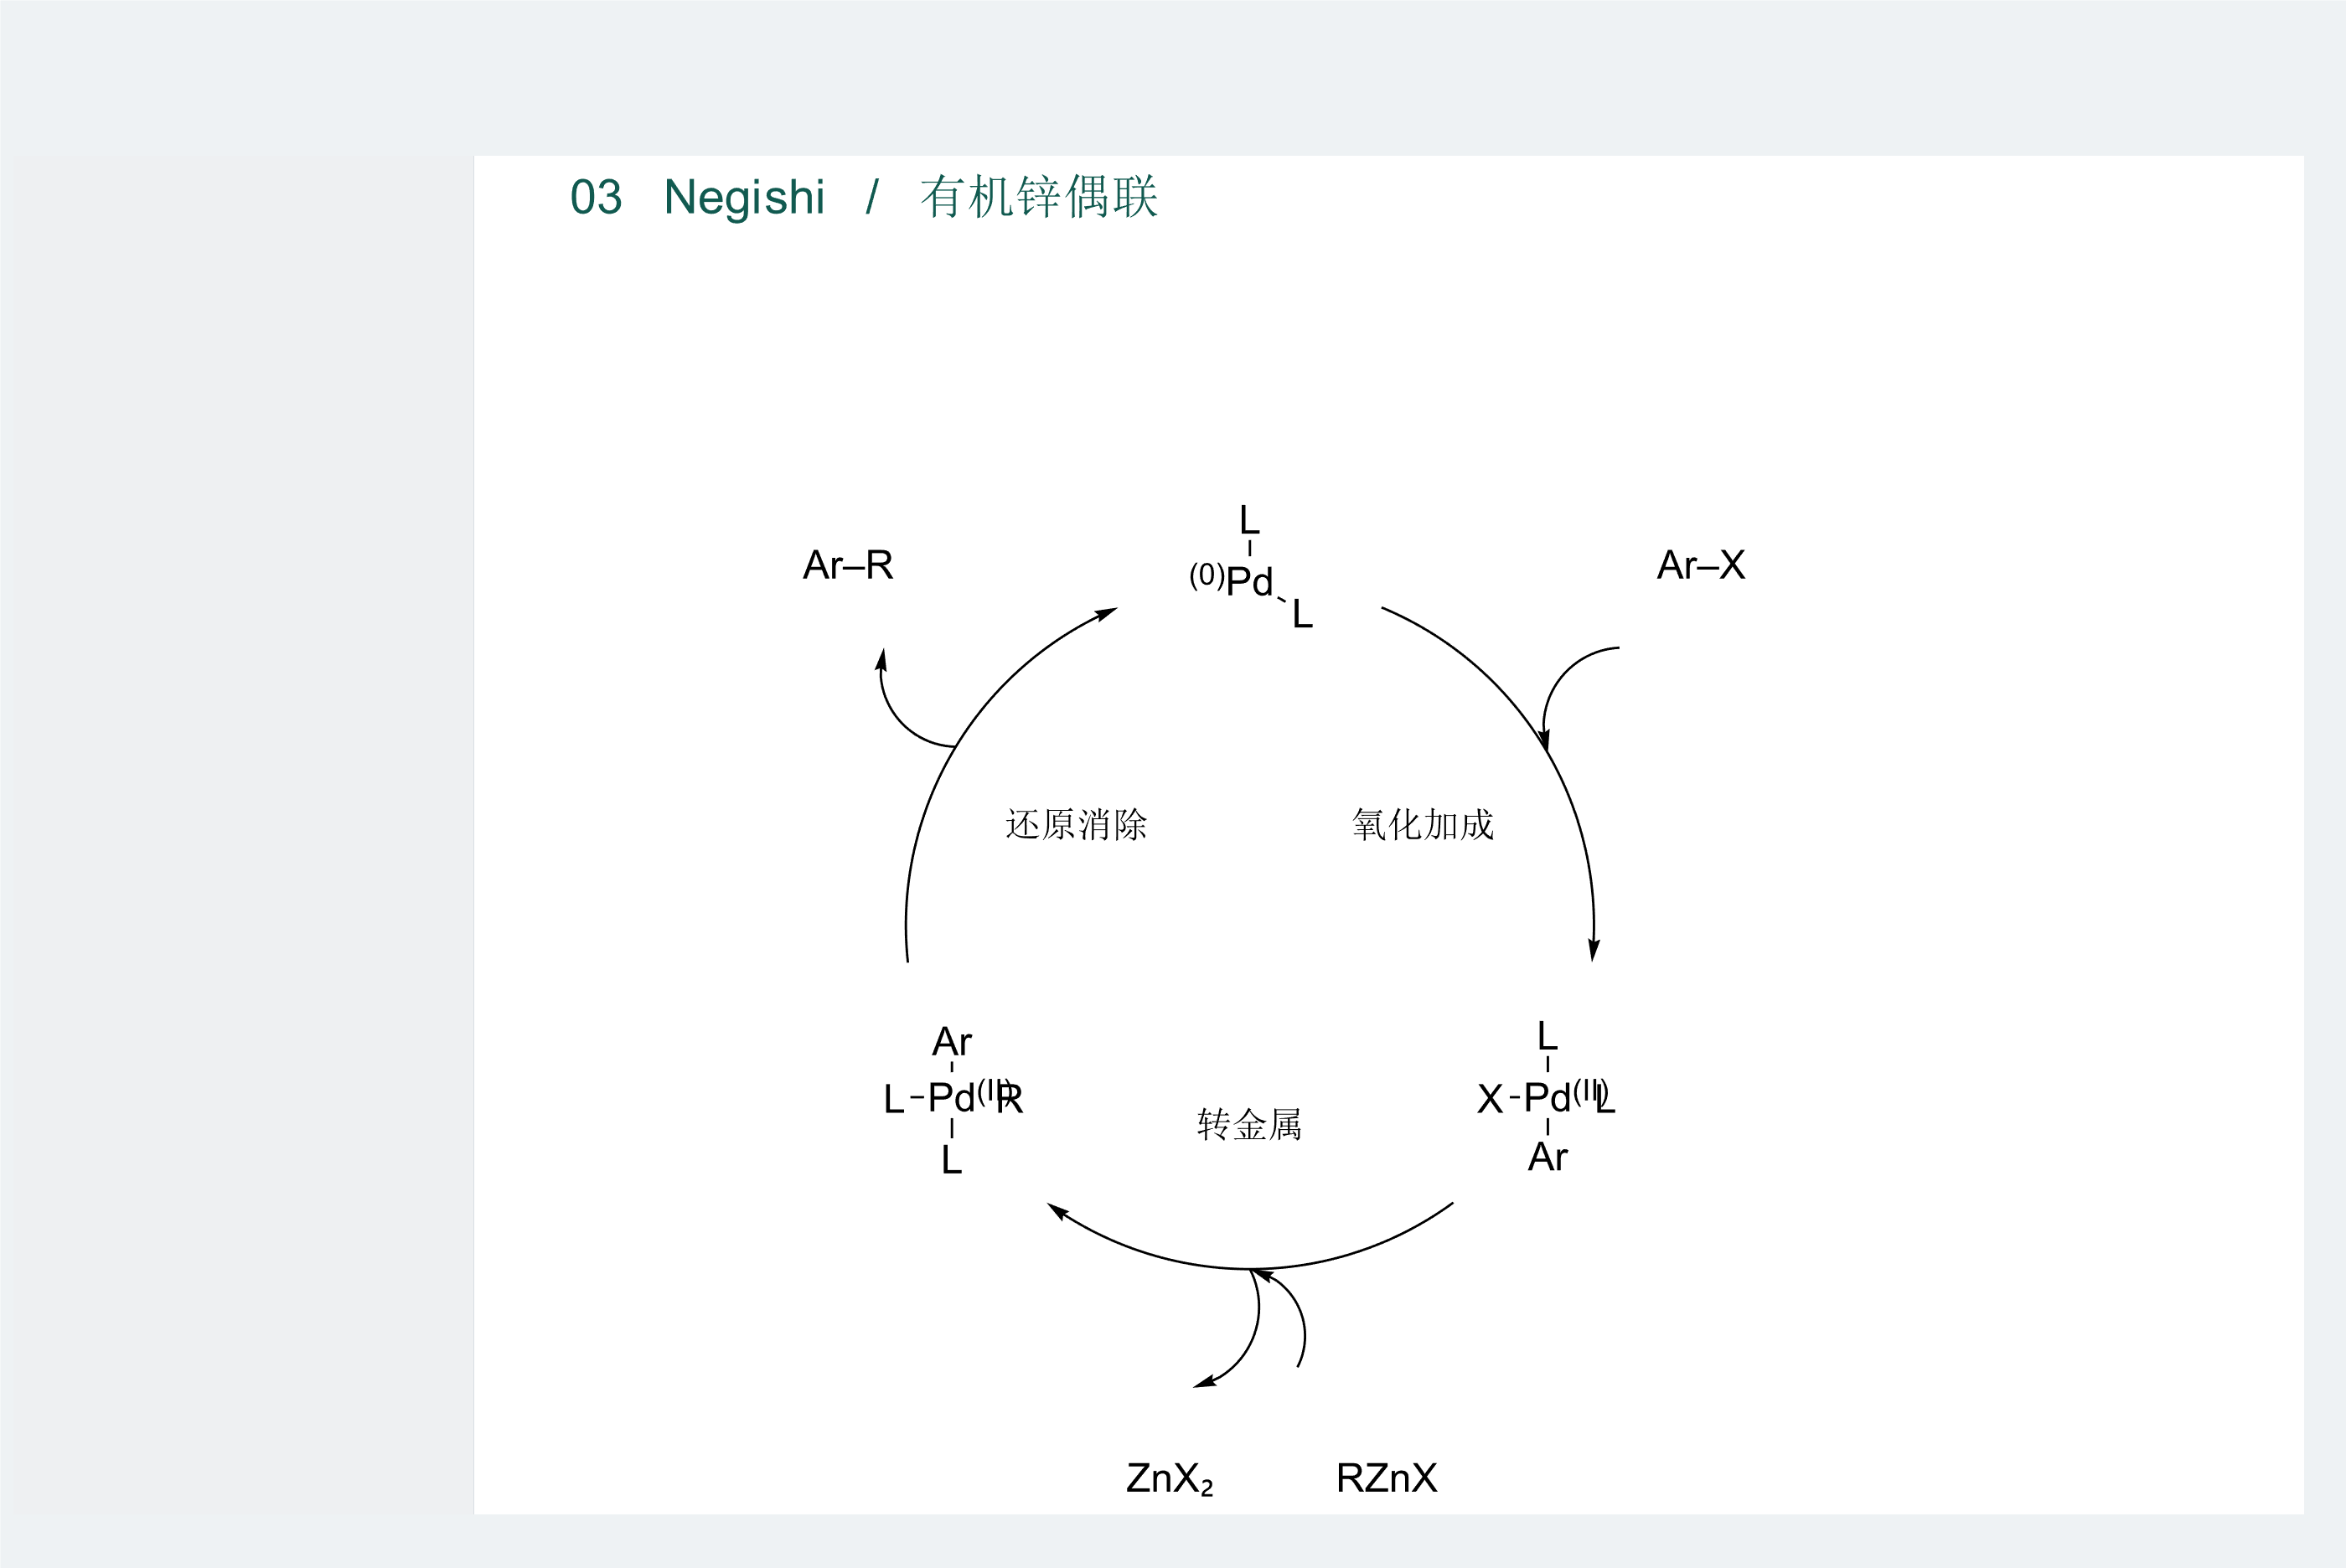 03 Negishi / 有机锌偶联
L
(0)Pd
L
Ar–R
Ar–X
还原消除
氧化加成
Ar
L–Pd(II)R
L
转金属
L
X–Pd(II)L
Ar
ZnX₂
RZnX